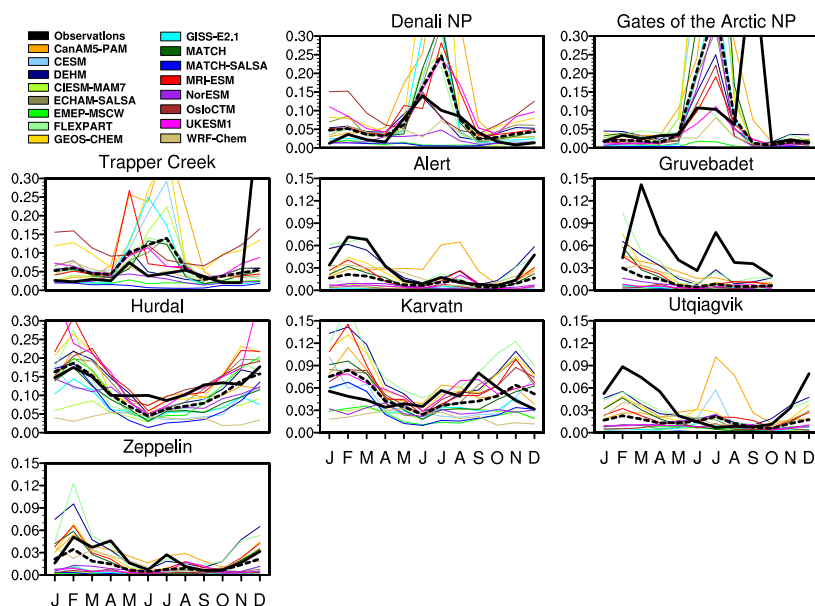 Observations
CanAM5-PAM
CESM
DEHM
CIESM-MAM7
ECHAM-SALSA
EMEP-MSCW
FLEXPART
GEOS-CHEM
GISS-E2.1
MATCH
MATCH-SALSA
MRI-ESM
NorESM
OsloCTM
UKESM1
WRF-Chem
Denali NP
0.30
0.25
0.20
0.15
0.10
0.05
0.00
Gates of the Arctic NP
0.30
0.25
0.20
0.15
0.10
0.05
0.00
Trapper Creek
0.30
0.25
0.20
0.15
0.10
0.05
0.00
Alert
0.15
0.12
0.09
0.06
0.03
0.00
Gruvebadet
0.15
0.12
0.09
0.06
0.03
0.00
Hurdal
0.30
0.25
0.20
0.15
0.10
0.05
0.00
Karvatn
0.15
0.12
0.09
0.06
0.03
0.00
J F M A M J J A S O N D
Utqiagvik
0.15
0.12
0.09
0.06
0.03
0.00
J F M A M J J A S O N D
Zeppelin
0.15
0.12
0.09
0.06
0.03
0.00
J F M A M J J A S O N D